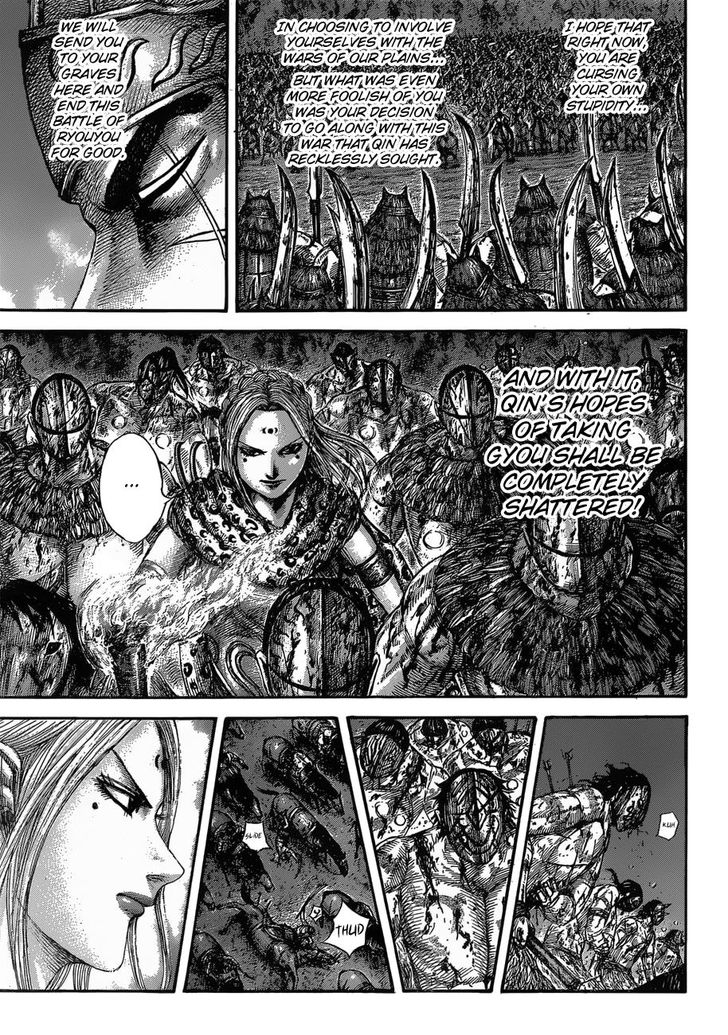 I HOPE THAT
RIGHT NOW,
YOU ARE
CURSING
YOUR OWN
STUPIDITY...
IN CHOOSING TO INVOLVE
YOURSELVES WITH THE
WARS OF OUR PLAINS...
BUT WHAT WAS EVEN
MORE FOOLISH OF YOU
WAS YOUR DECISION
TO GO ALONG WITH THIS
WAR THAT QIN HAS
RECKLESSLY SOUGHT.
WE WILL
SEND YOU
TO YOUR
GRAVES
HERE AND
END THIS
BATTLE OF
RYOUYOU
FOR GOOD.
AND WITH IT,
QIN'S HOPES
OF TAKING
GYOU SHALL BE
COMPLETELY
SHATTERED!
...
KUH
THUD
SLIDE